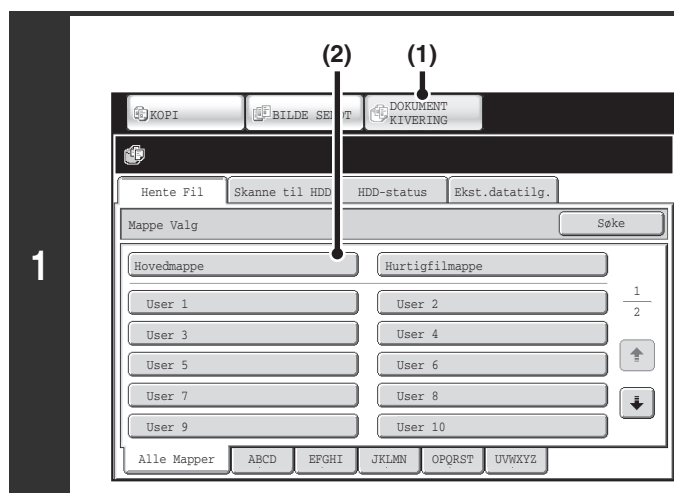 (2) (1)
KOPI BILDE SENDT DOKUMENT
KIVERING
Hente Fil Skanne til HDD HDD-status Ekst.datatilg.
Mappe Valg Søke
1
Hovedmappe Hurtigfilmappe
User 1 User 2 1
2
User 3 User 4
User 5 User 6
User 7 User 8
User 9 User 10
Alle Mapper ABCD EFGHI JKLMN OPQRST UVWXYZ